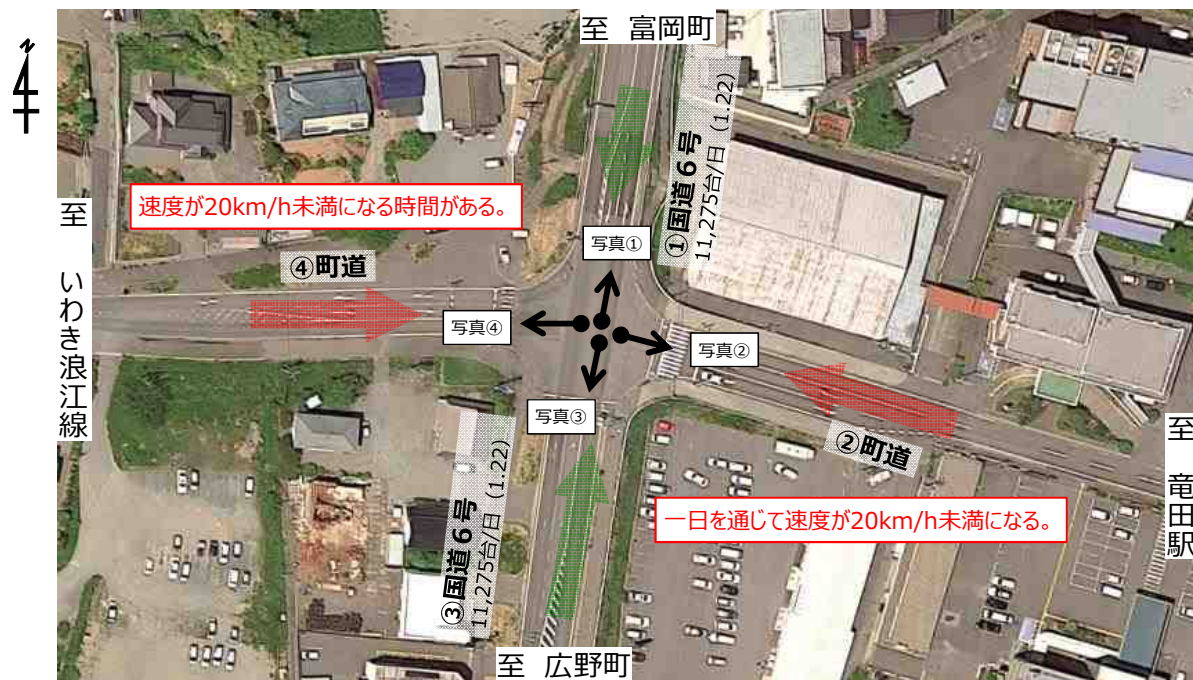 至 富岡町
①国道６号
11,275台/日（1.22）
速度が20km/h未満になる時間がある。
至 いわき浪江線
④町道
写真①
写真④
写真②
写真③
②町道
至 竜田駅
③国道６号
11,275台/日（1.22）
一日を通じて速度が20km/h未満になる。
至 広野町